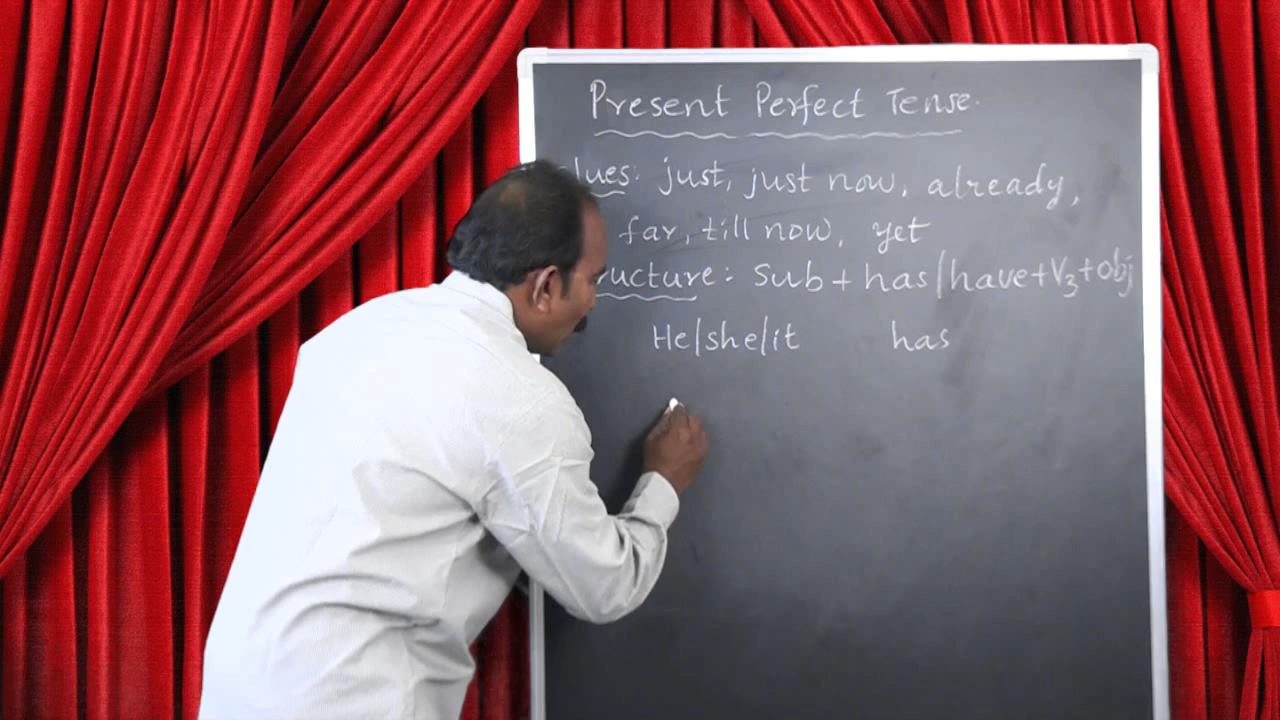 Present Perfect Tense.
lues: just, just now, already,
far, till now, yet
ructure: Sub + has/have+V3+obj
He/she/it has